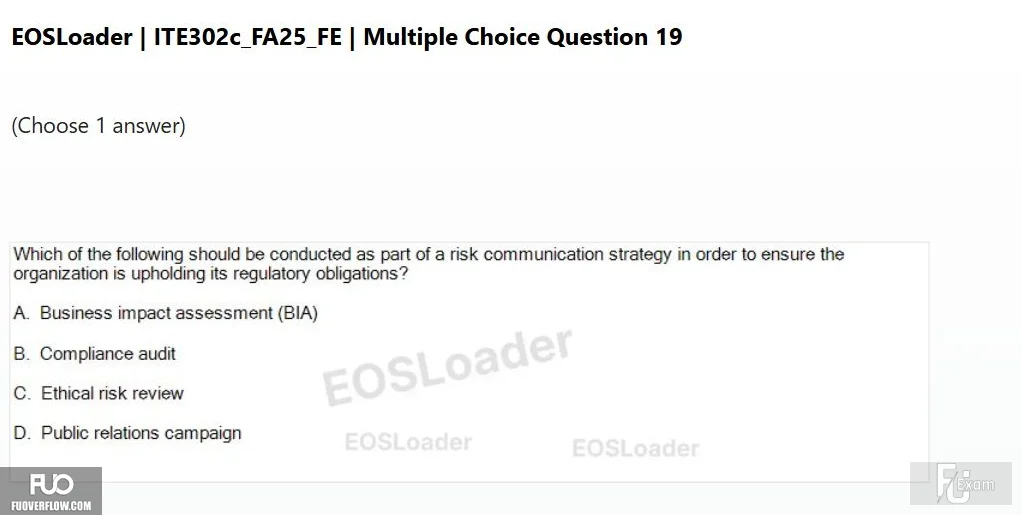 EOSLoader | ITE302c_FA25_FE | Multiple Choice Question 19
(Choose 1 answer)
Which of the following should be conducted as part of a risk communication strategy in order to ensure the
organization is upholding its regulatory obligations?
A. Business impact assessment (BIA)
B. Compliance audit
C. Ethical risk review
D. Public relations campaign
EOSLoader
EOSLoader
EOSLoader
FUO
FUOVERFLOW.COM
FU Exam